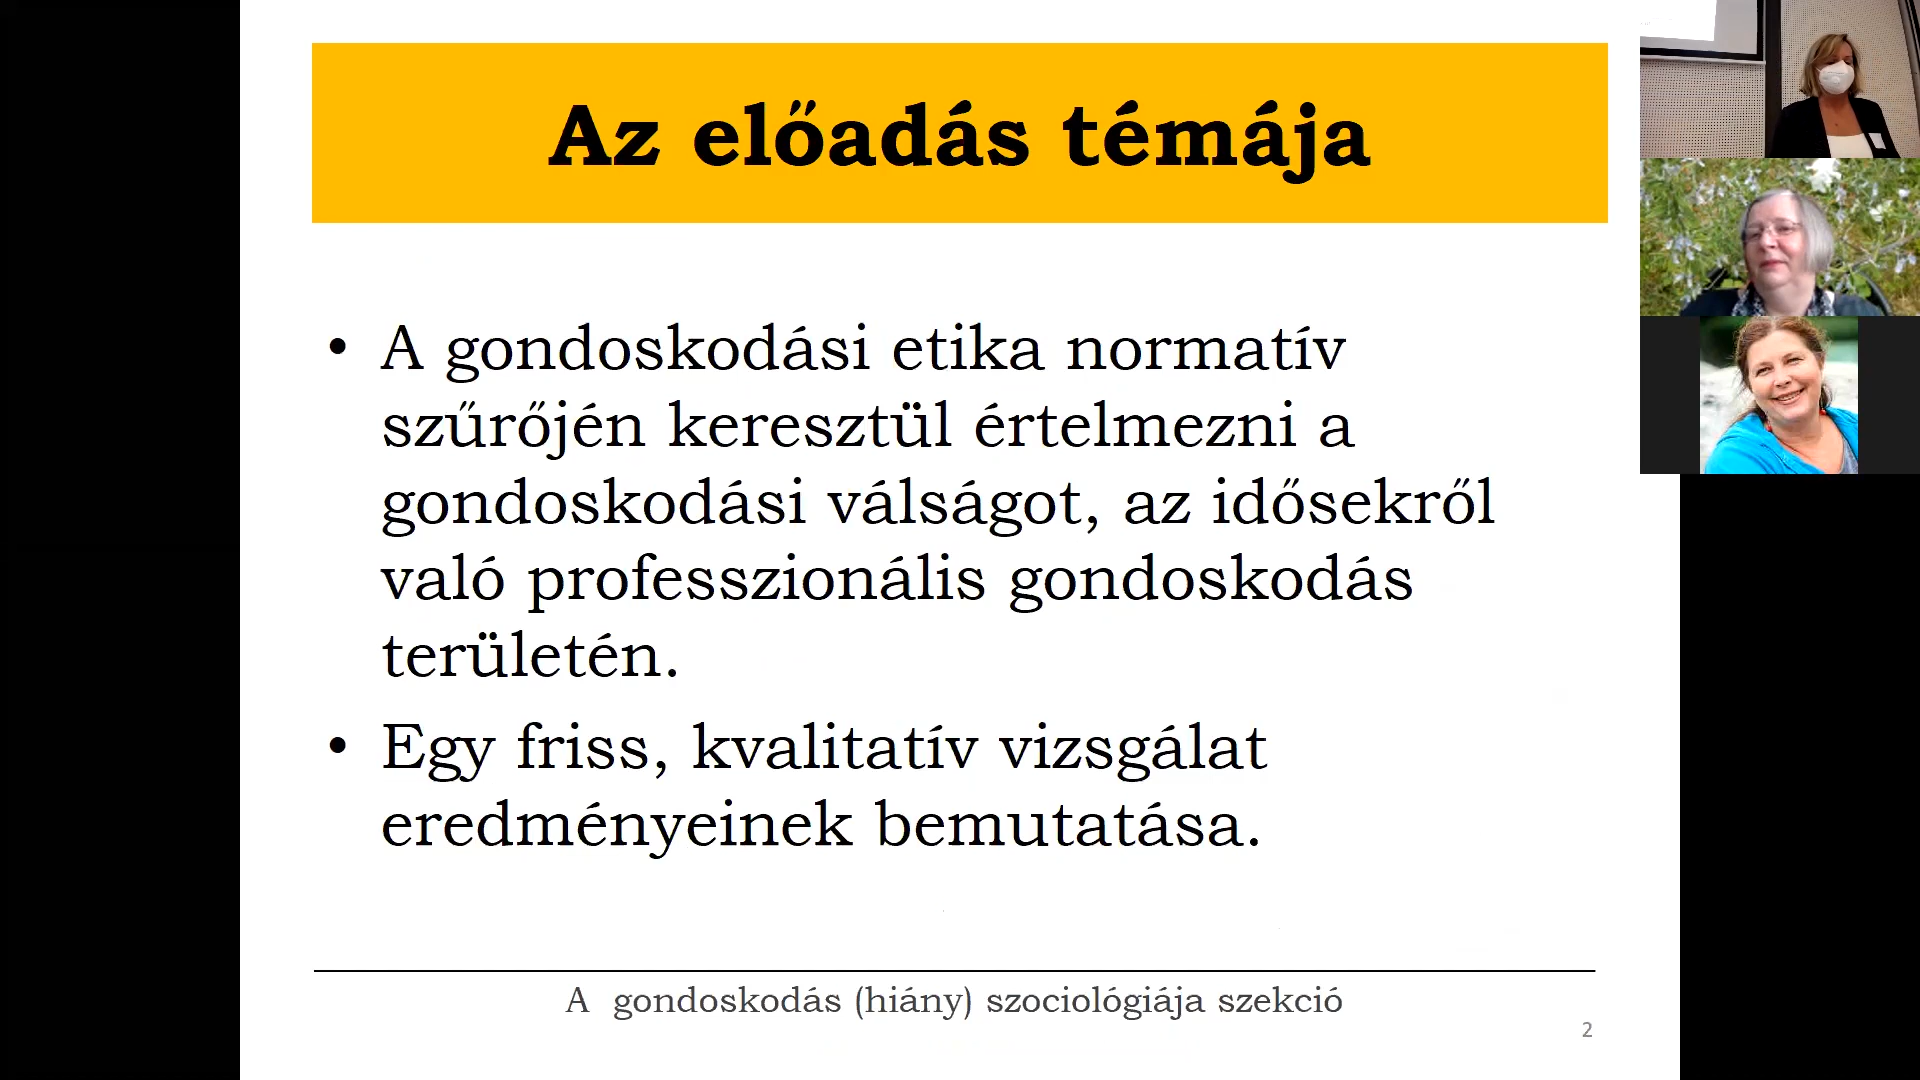 Az előadás témája
• A gondoskodási etika normatív
szűrőjén keresztül értelmezni a
gondoskodási válságot, az idősekről
való professzionális gondoskodás
területén.
• Egy friss, kvalitatív vizsgálat
eredményeinek bemutatása.
A  gondoskodás (hiány) szociológiája szekció
2